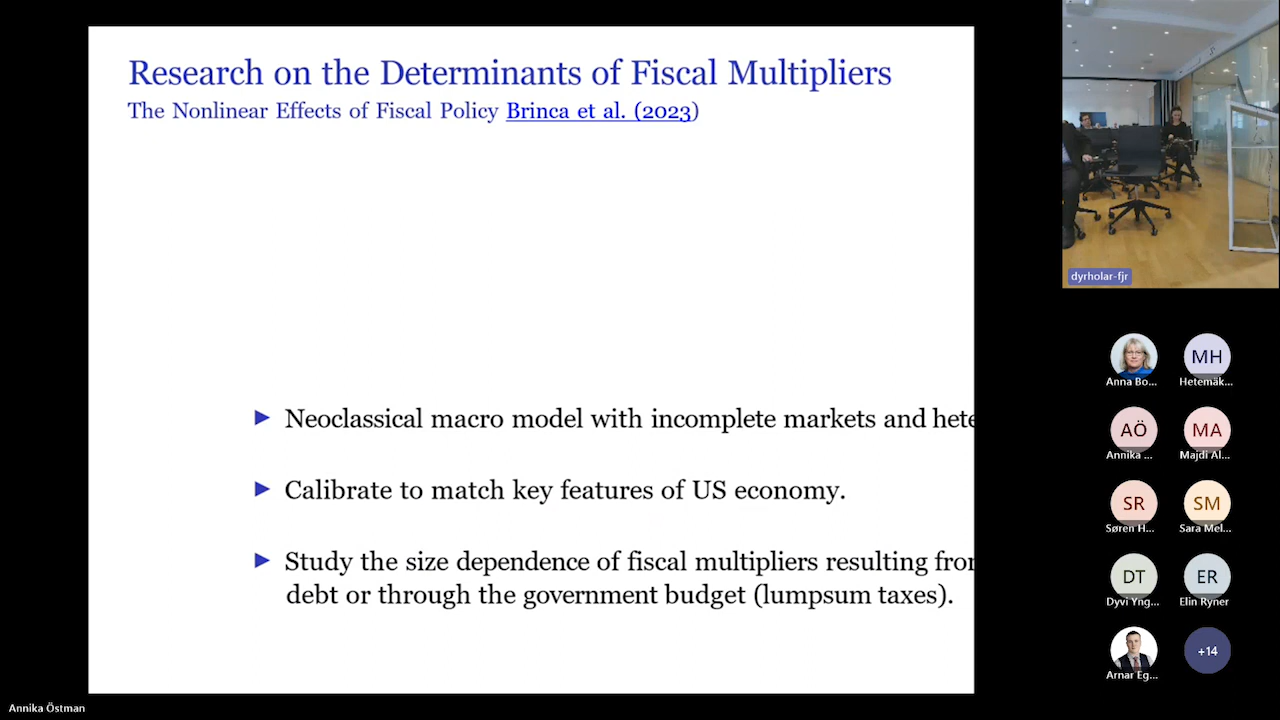 Research on the Determinants of Fiscal Multipliers
The Nonlinear Effects of Fiscal Policy Brinca et al. (2023)
► Neoclassical macro model with incomplete markets and hete
► Calibrate to match key features of US economy.
► Study the size dependence of fiscal multipliers resulting from
debt or through the government budget (lumpsum taxes).
dyrholar-fjr
MH
Anna Bo...
Hetemäk...
AÖ
MA
Annika ...
Majdi Al...
SR
SM
Søren H...
Sara Mel...
DT
ER
Dyvi Yng...
Elin Ryner
+14
Arnar Eg...
Annika Östman